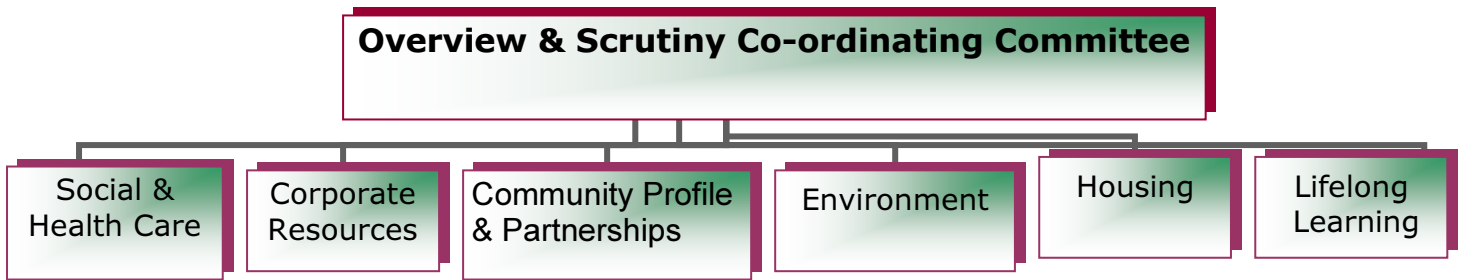 Overview & Scrutiny Co-ordinating Committee
Social &
Health Care
Corporate
Resources
Community Profile
& Partnerships
Environment
Housing
Lifelong
Learning